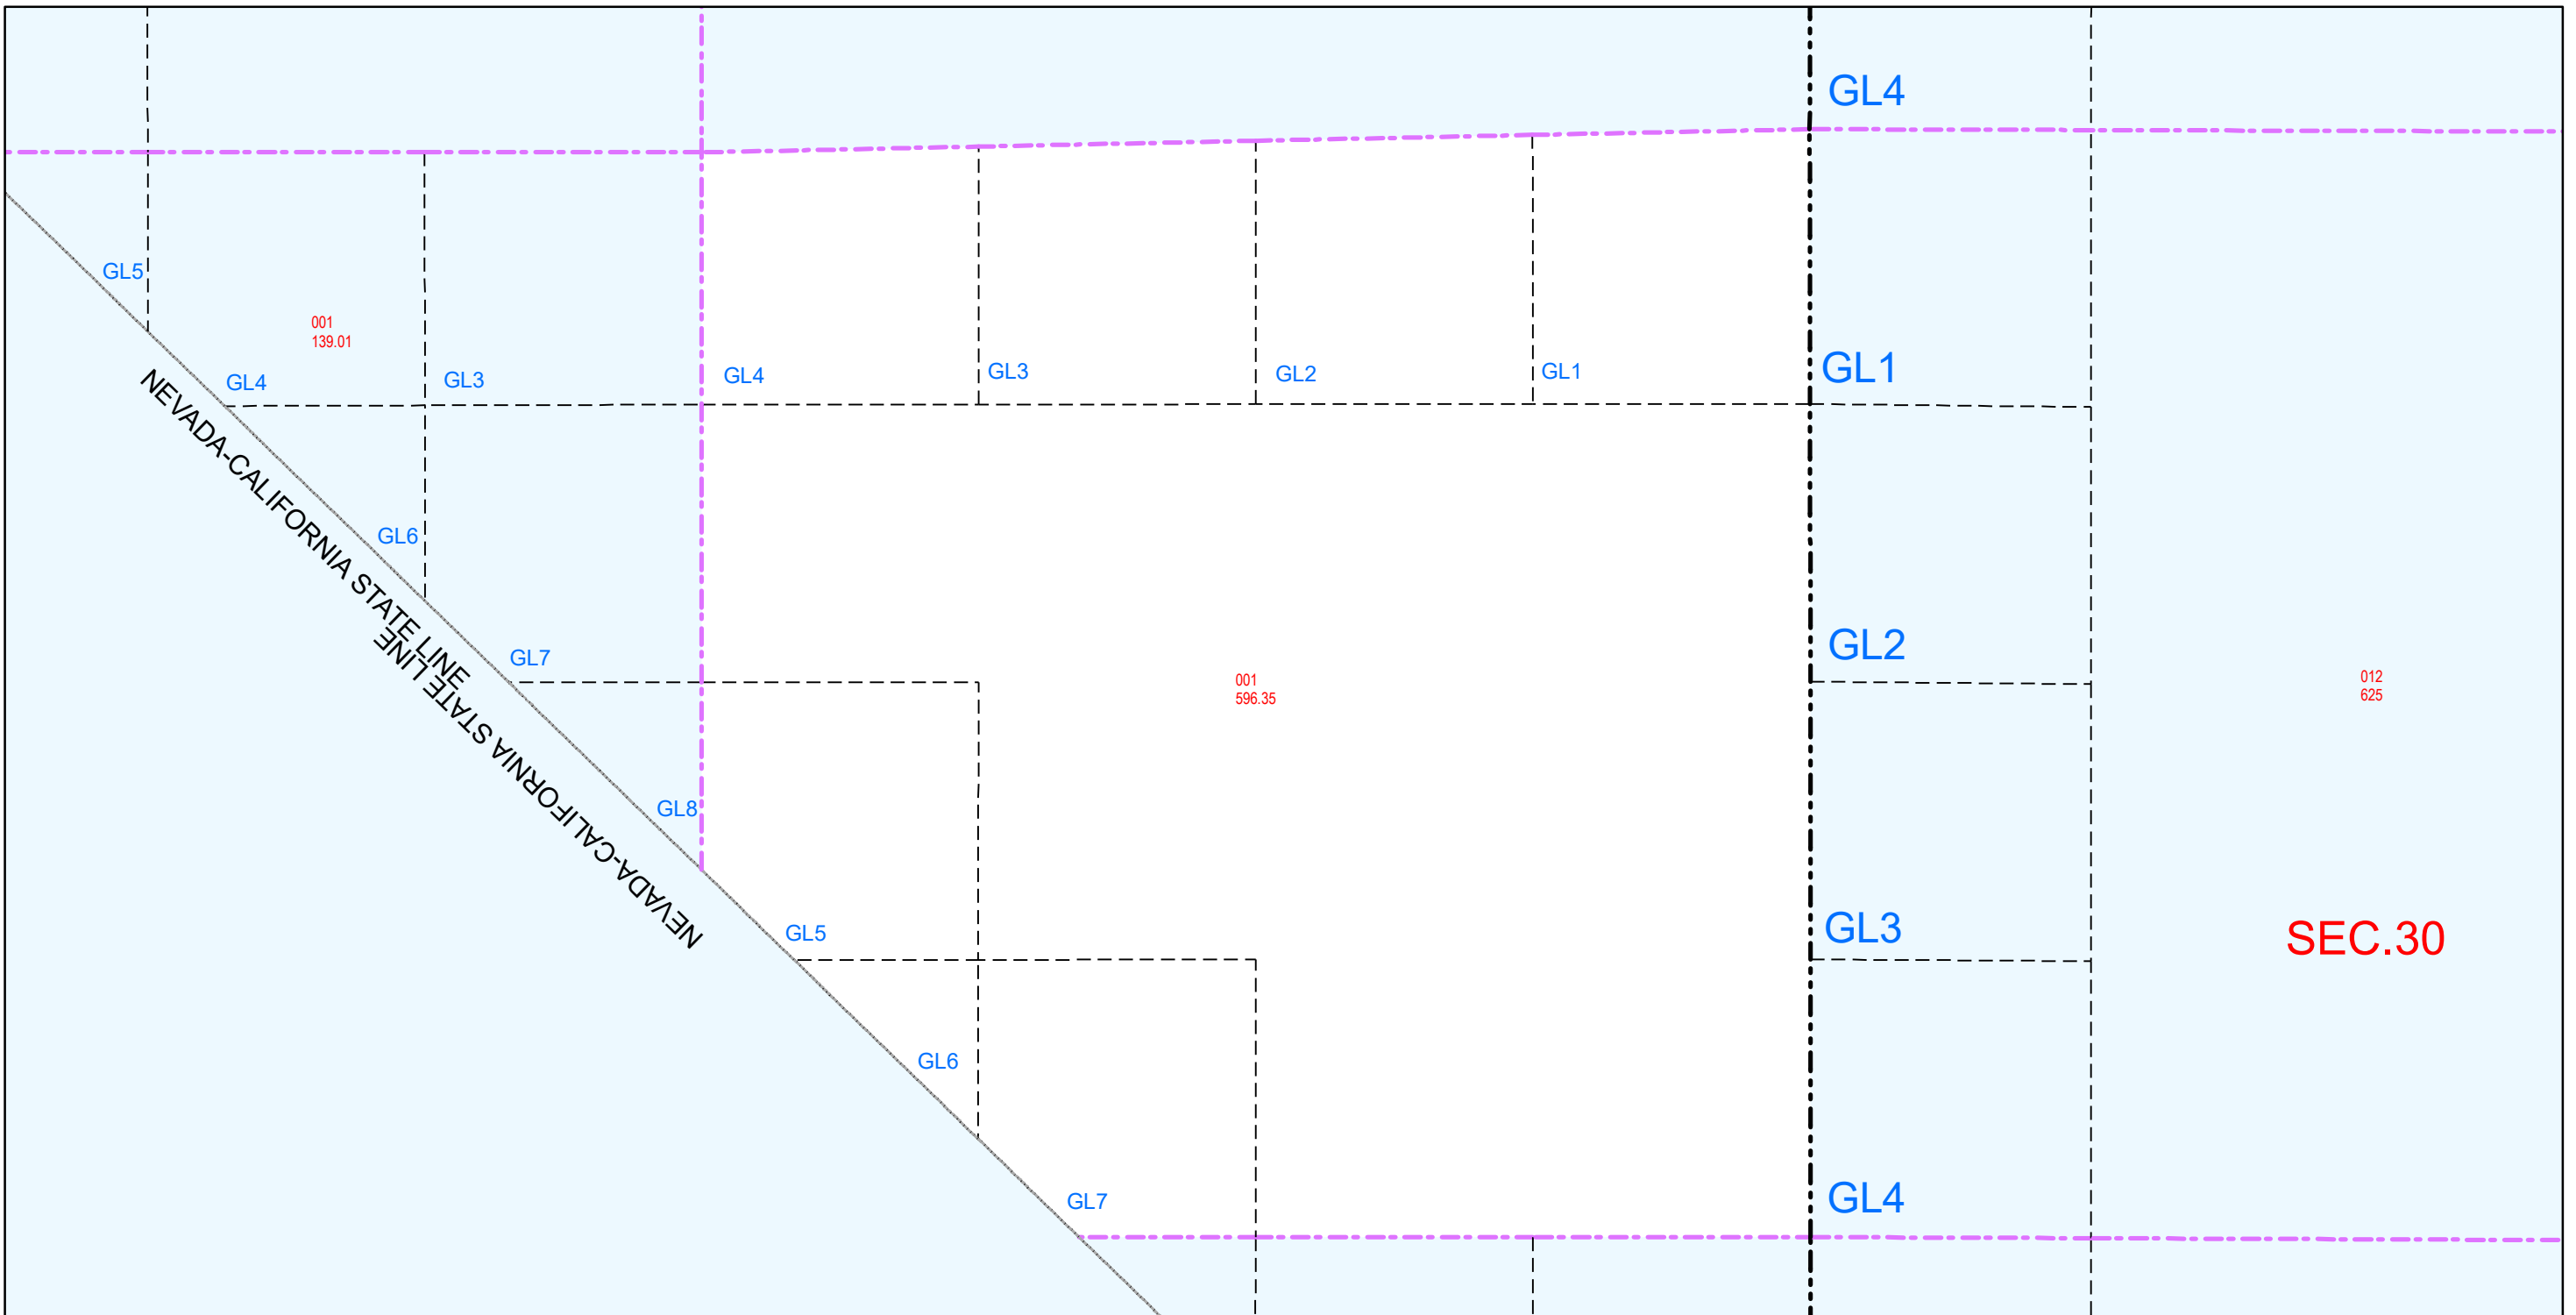 GL4
GL5
001
139.01
GL4
GL3
GL4
GL3
GL2
GL1
GL1
NEVADA-CALIFORNIA STATE LINE
GL6
GL7
GL2
001
596.35
012
625
NEVADA-CALIFORNIA STATE LINE
GL8
GL5
GL3
SEC.30
GL6
GL7
GL4